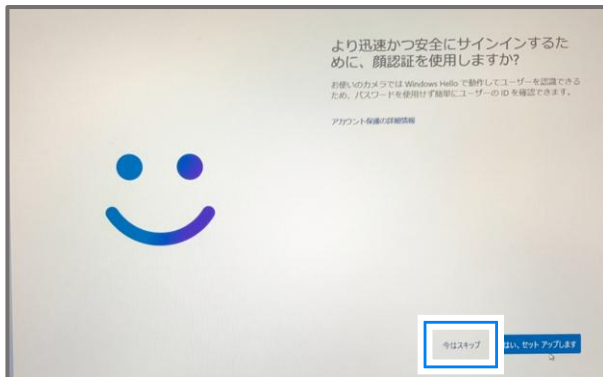 より迅速かつ安全にサインインするた
めに、顔認証を使用しますか?
お使いのカメラでは Windows Hello で動作してユーザーを認識できる
ため、パスワードを使用せず簡単にユーザーの ID を確認できます。
アカウント保護の詳細情報
今はスキップ
はい、セット アップします